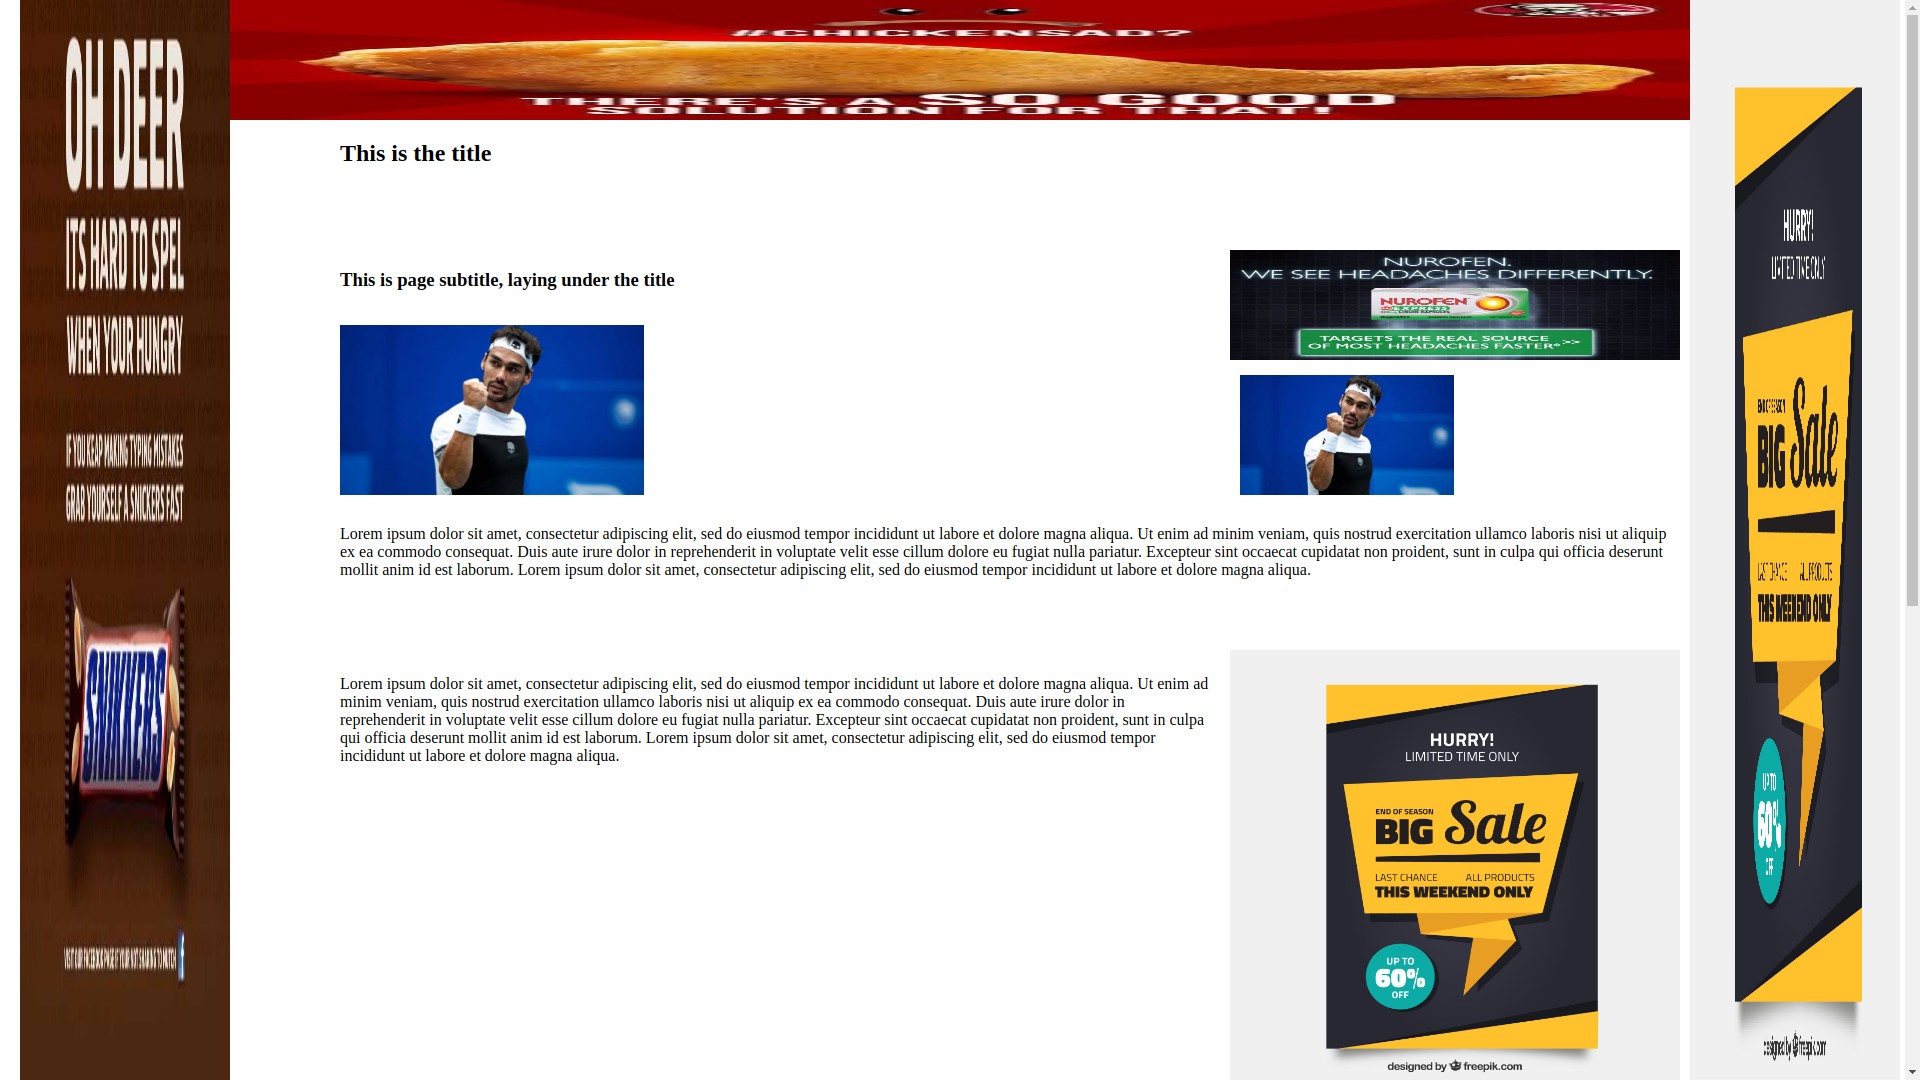 OH DEER
ITS HARD TO SPEL
WHEN YOUR HUNGRY
IF YOU KEAP MAKING TYPING MISTAKES
GRAB YOURSELF A SNICKERS FAST
SNIKKERS
#CHICKENSAD?
THERE'S A SO GOOD
SOLUTION FOR THAT!
This is the title
This is page subtitle, laying under the title
NUROFEN.
WE SEE HEADACHES DIFFERENTLY.
NUROFEN
EXPRESS
TARGETS THE REAL SOURCE
OF MOST HEADACHES FASTER* >>
Lorem ipsum dolor sit amet, consectetur adipiscing elit, sed do eiusmod tempor incididunt ut labore et dolore magna aliqua. Ut enim ad minim veniam, quis nostrud exercitation ullamco laboris nisi ut aliquip
ex ea commodo consequat. Duis aute irure dolor in reprehenderit in voluptate velit esse cillum dolore eu fugiat nulla pariatur. Excepteur sint occaecat cupidatat non proident, sunt in culpa qui officia deserunt
mollit anim id est laborum. Lorem ipsum dolor sit amet, consectetur adipiscing elit, sed do eiusmod tempor incididunt ut labore et dolore magna aliqua.
Lorem ipsum dolor sit amet, consectetur adipiscing elit, sed do eiusmod tempor incididunt ut labore et dolore magna aliqua. Ut enim ad
minim veniam, quis nostrud exercitation ullamco laboris nisi ut aliquip ex ea commodo consequat. Duis aute irure dolor in
reprehenderit in voluptate velit esse cillum dolore eu fugiat nulla pariatur. Excepteur sint occaecat cupidatat non proident, sunt in culpa
qui officia deserunt mollit anim id est laborum. Lorem ipsum dolor sit amet, consectetur adipiscing elit, sed do eiusmod tempor
incididunt ut labore et dolore magna aliqua.
HURRY!
LIMITED TIME ONLY
END OF SEASON
BIG Sale
LAST CHANCE ALL PRODUCTS
THIS WEEKEND ONLY
UP TO
60%
OFF
designed by freepik.com
HURRY!
LIMITED TIME ONLY
END OF SEASON
BIG Sale
LAST CHANCE ALL PRODUCTS
THIS WEEKEND ONLY
UP TO
60%
OFF
designed by freepik.com